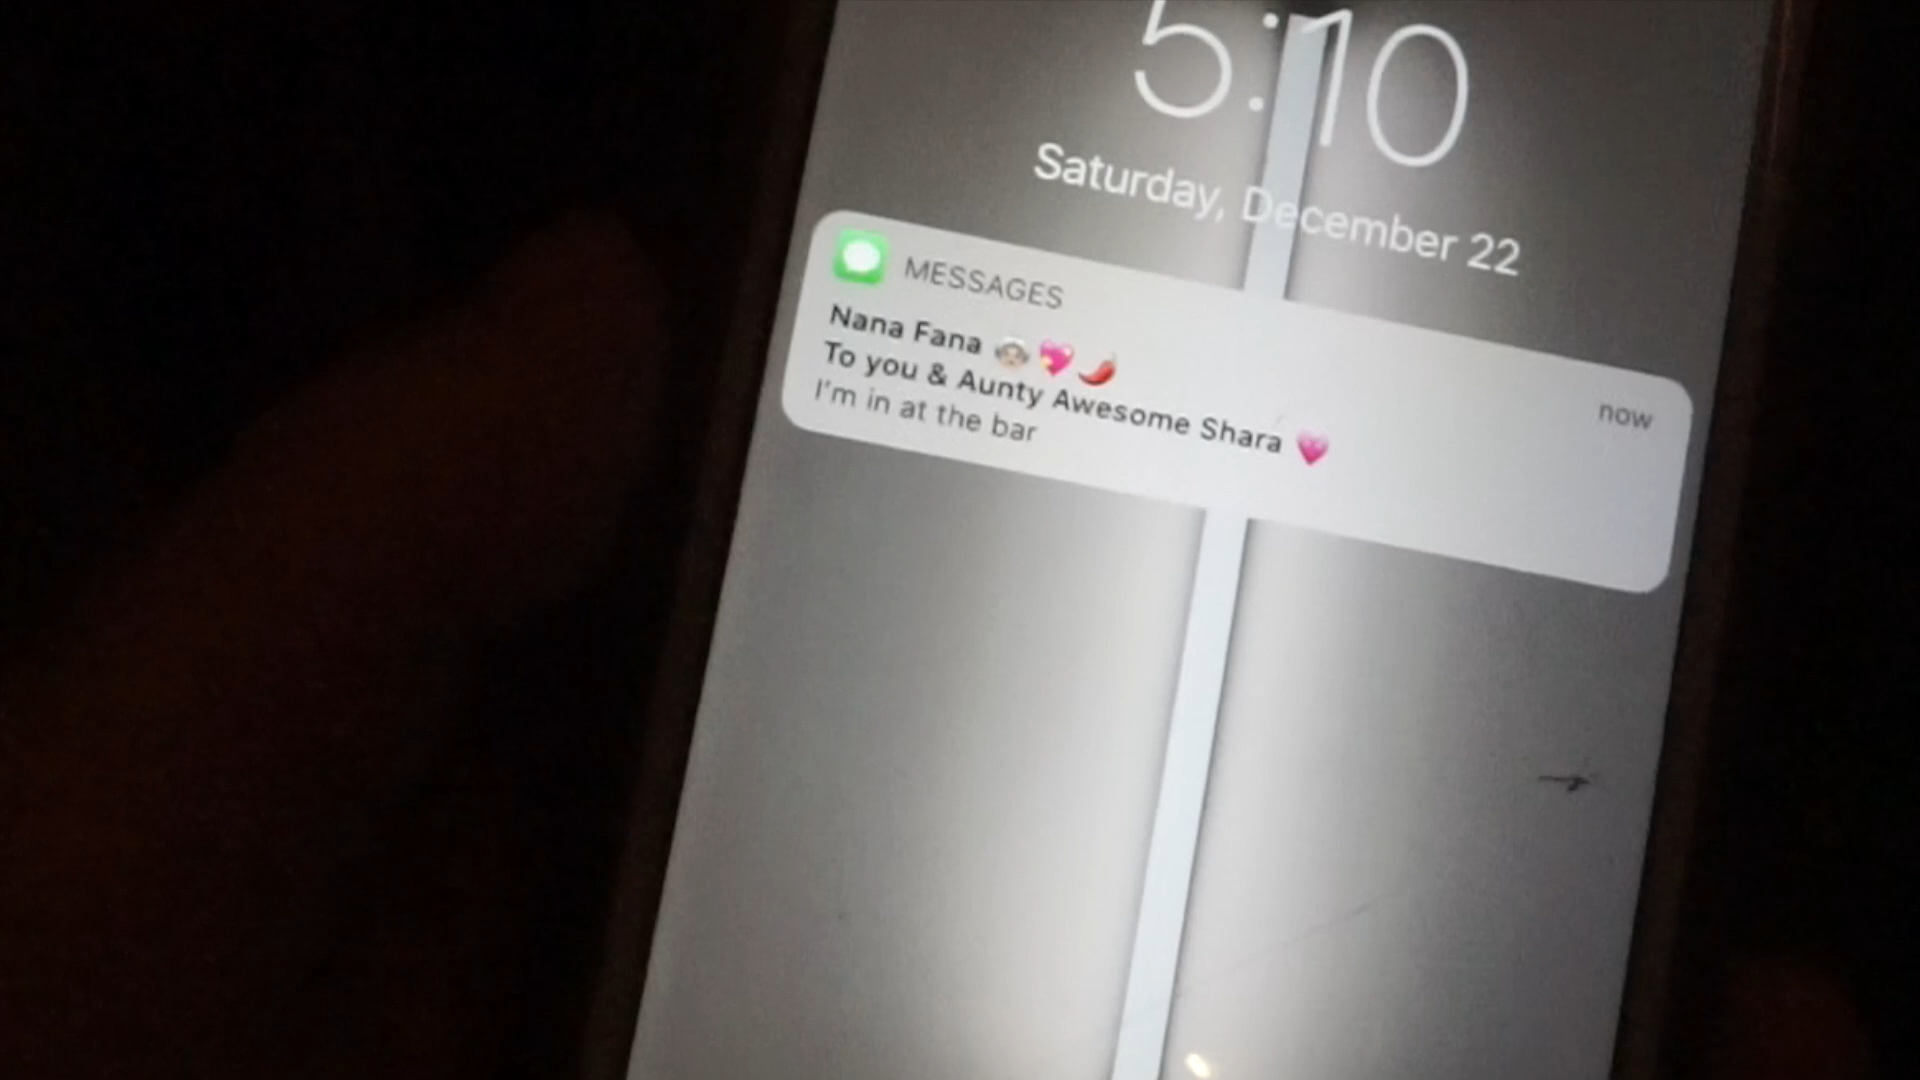 5:10
Saturday, December 22
MESSAGES
now
Nana Fana 👵🏼💖🌶️
To you & Aunty Awesome Shara 💗
I'm in at the bar